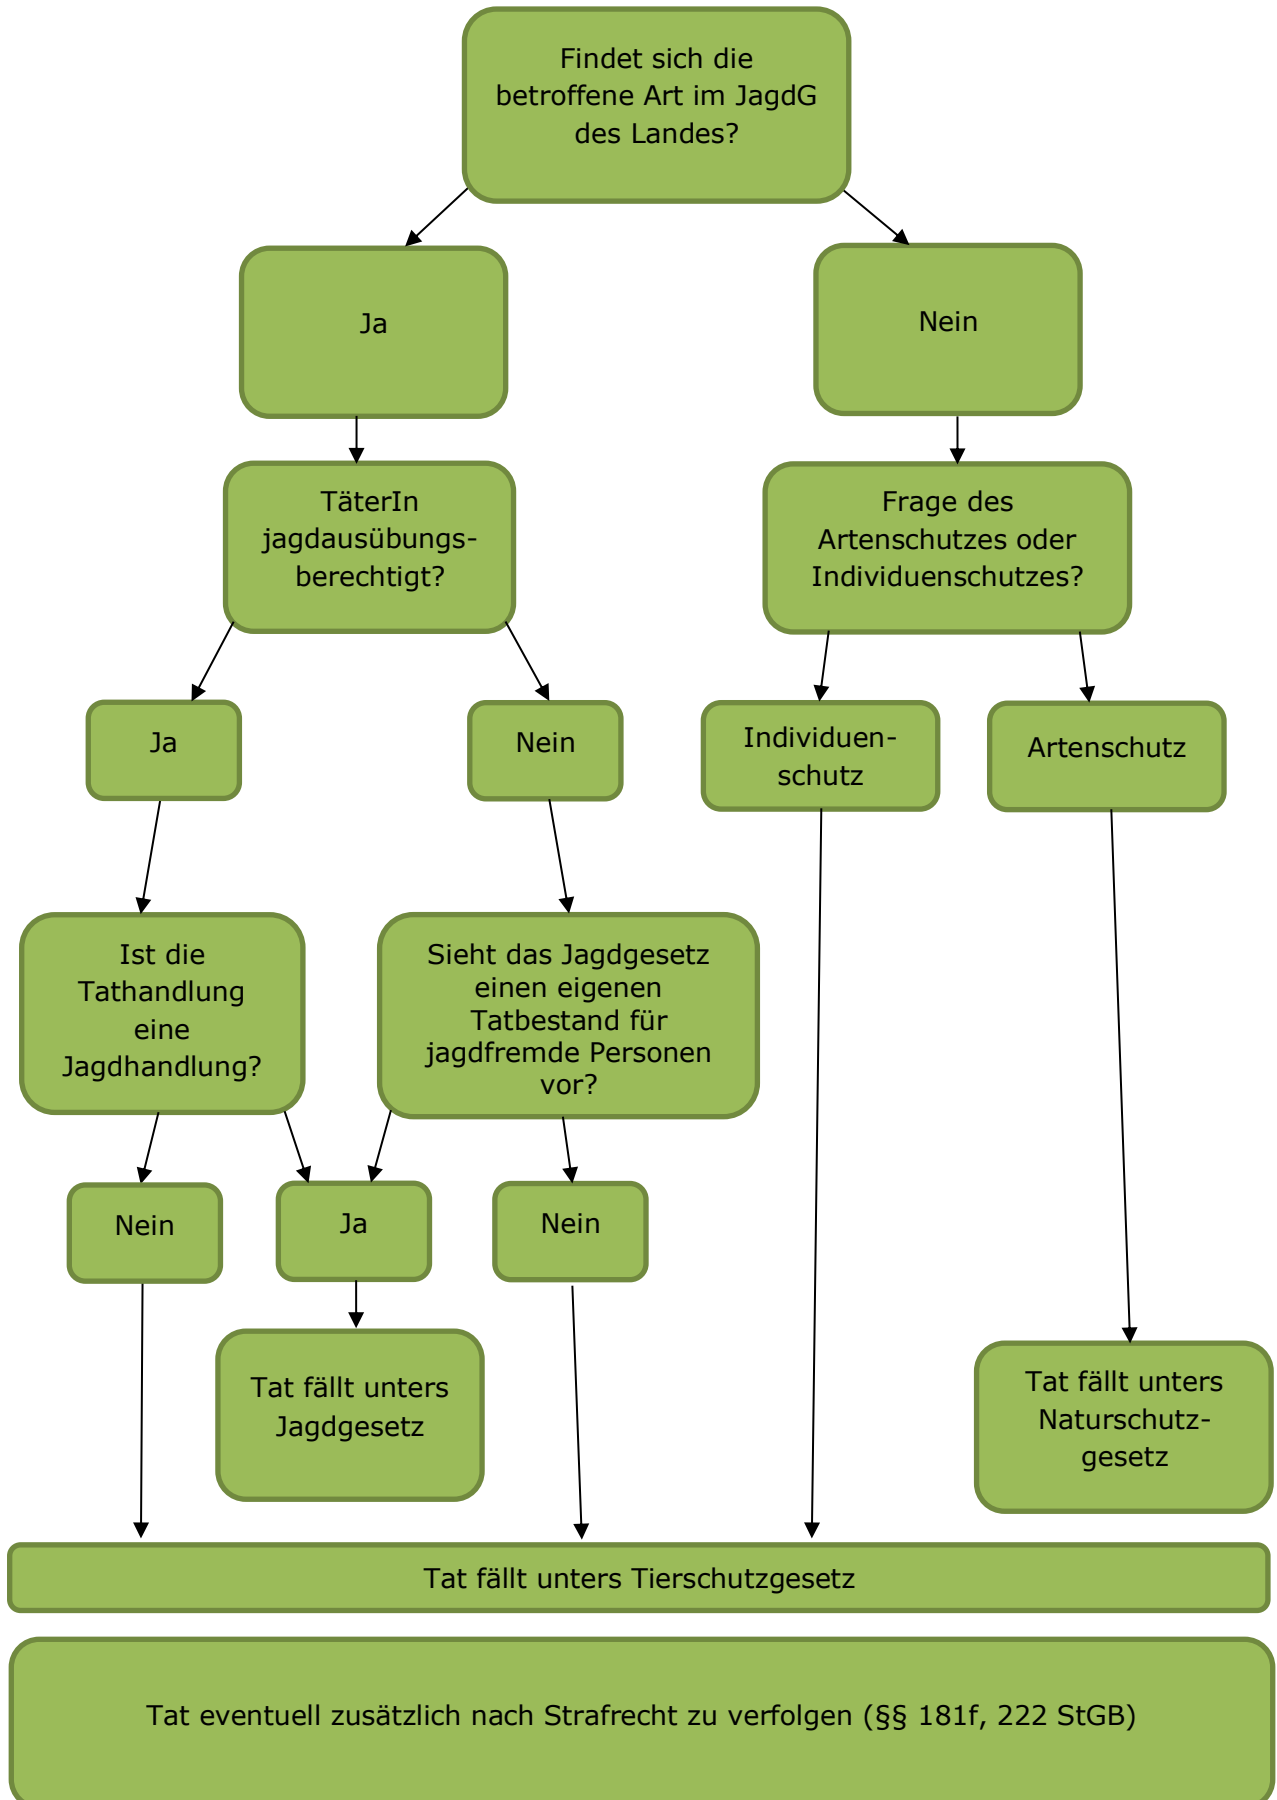 Findet sich die
betroffene Art im JagdG
des Landes?
Ja
Nein
TäterIn
jagdausübungs-
berechtigt?
Frage des
Artenschutzes oder
Individuenschutzes?
Ja
Nein
Individuen-
schutz
Artenschutz
Ist die
Tathandlung
eine
Jagdhandlung?
Sieht das Jagdgesetz
einen eigenen
Tatbestand für
jagdfremde Personen
vor?
Nein
Ja
Nein
Tat fällt unters
Jagdgesetz
Tat fällt unters
Naturschutz-
gesetz
Tat fällt unters Tierschutzgesetz
Tat eventuell zusätzlich nach Strafrecht zu verfolgen (§§ 181f, 222 StGB)